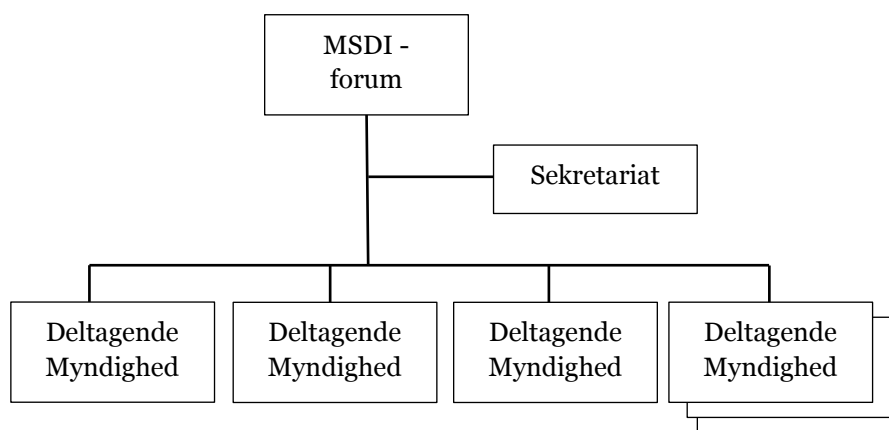 MSDI -
forum
Sekretariat
Deltagende
Myndighed
Deltagende
Myndighed
Deltagende
Myndighed
Deltagende
Myndighed